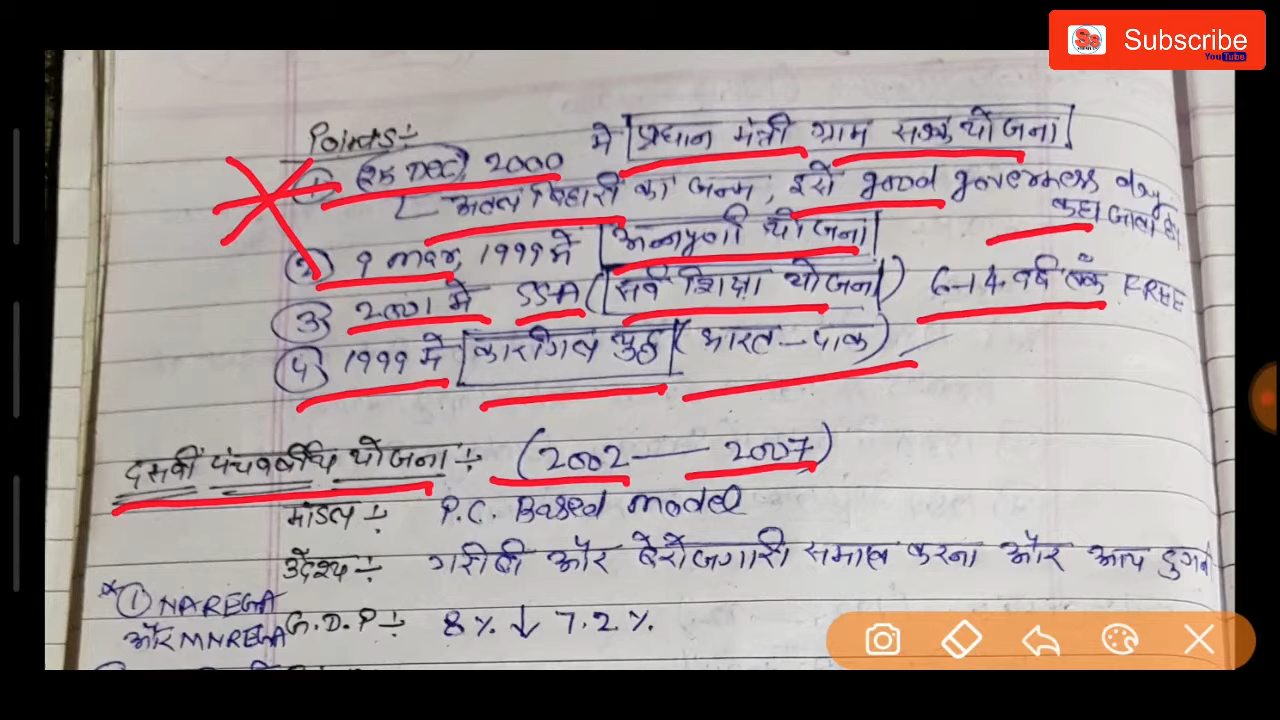 Subscribe
YouTube
Points:-
① 25 DEC, 2000 में प्रधान मंत्री ग्राम सड़क योजना
अटल बिहारी का जन्म, इसे good governess day
कहा जाता है।
② 1 मार्च, 1999 में अन्नपूर्णा योजना
③ 2001 में SSA (सर्व शिक्षा योजना) 6-14 वर्ष तक FREE
④ 1999 में कारगिल युद्ध (भारत - पाक)
दसवीं पंचवर्षीय योजना :- (2002 — 2007)
मॉडल :- P.C. Based model
उद्देश्य :- गरीबी और बेरोजगारी समाप्त करना और आय दुगनी
* ① NAREGA
और MNREGA
G.D.P :- 8% ↓ 7.2%.